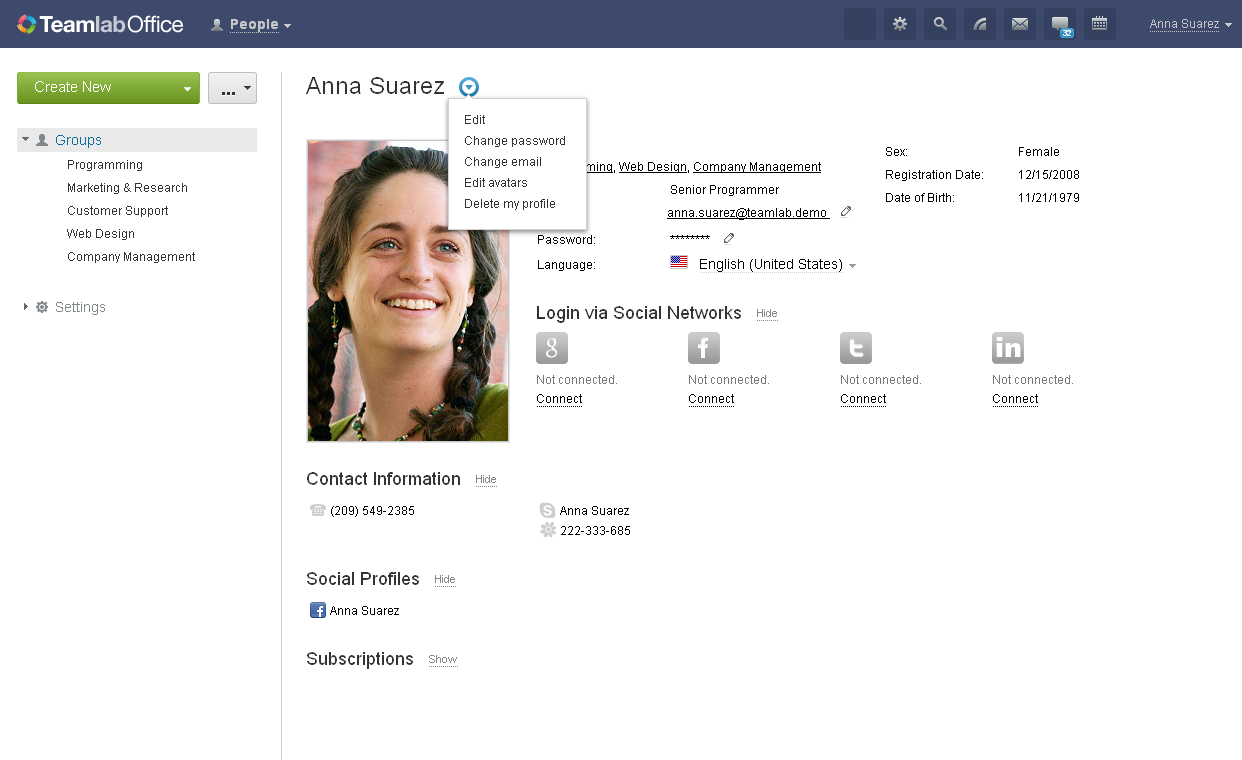 TeamlabOffice
People
32
Anna Suarez
Create New
...
Groups
Programming
Marketing & Research
Customer Support
Web Design
Company Management
Settings
Anna Suarez
Edit
Change password
Change email
Edit avatars
Delete my profile
Web Design, Company Management
Senior Programmer
anna.suarez@teamlab.demo
Password: ********
Language: English (United States)
Sex: Female
Registration Date: 12/15/2008
Date of Birth: 11/21/1979
Login via Social Networks Hide
g f t in
Not connected. Not connected. Not connected. Not connected.
Connect Connect Connect Connect
Contact Information Hide
(209) 549-2385
S Anna Suarez
222-333-685
Social Profiles Hide
f Anna Suarez
Subscriptions Show